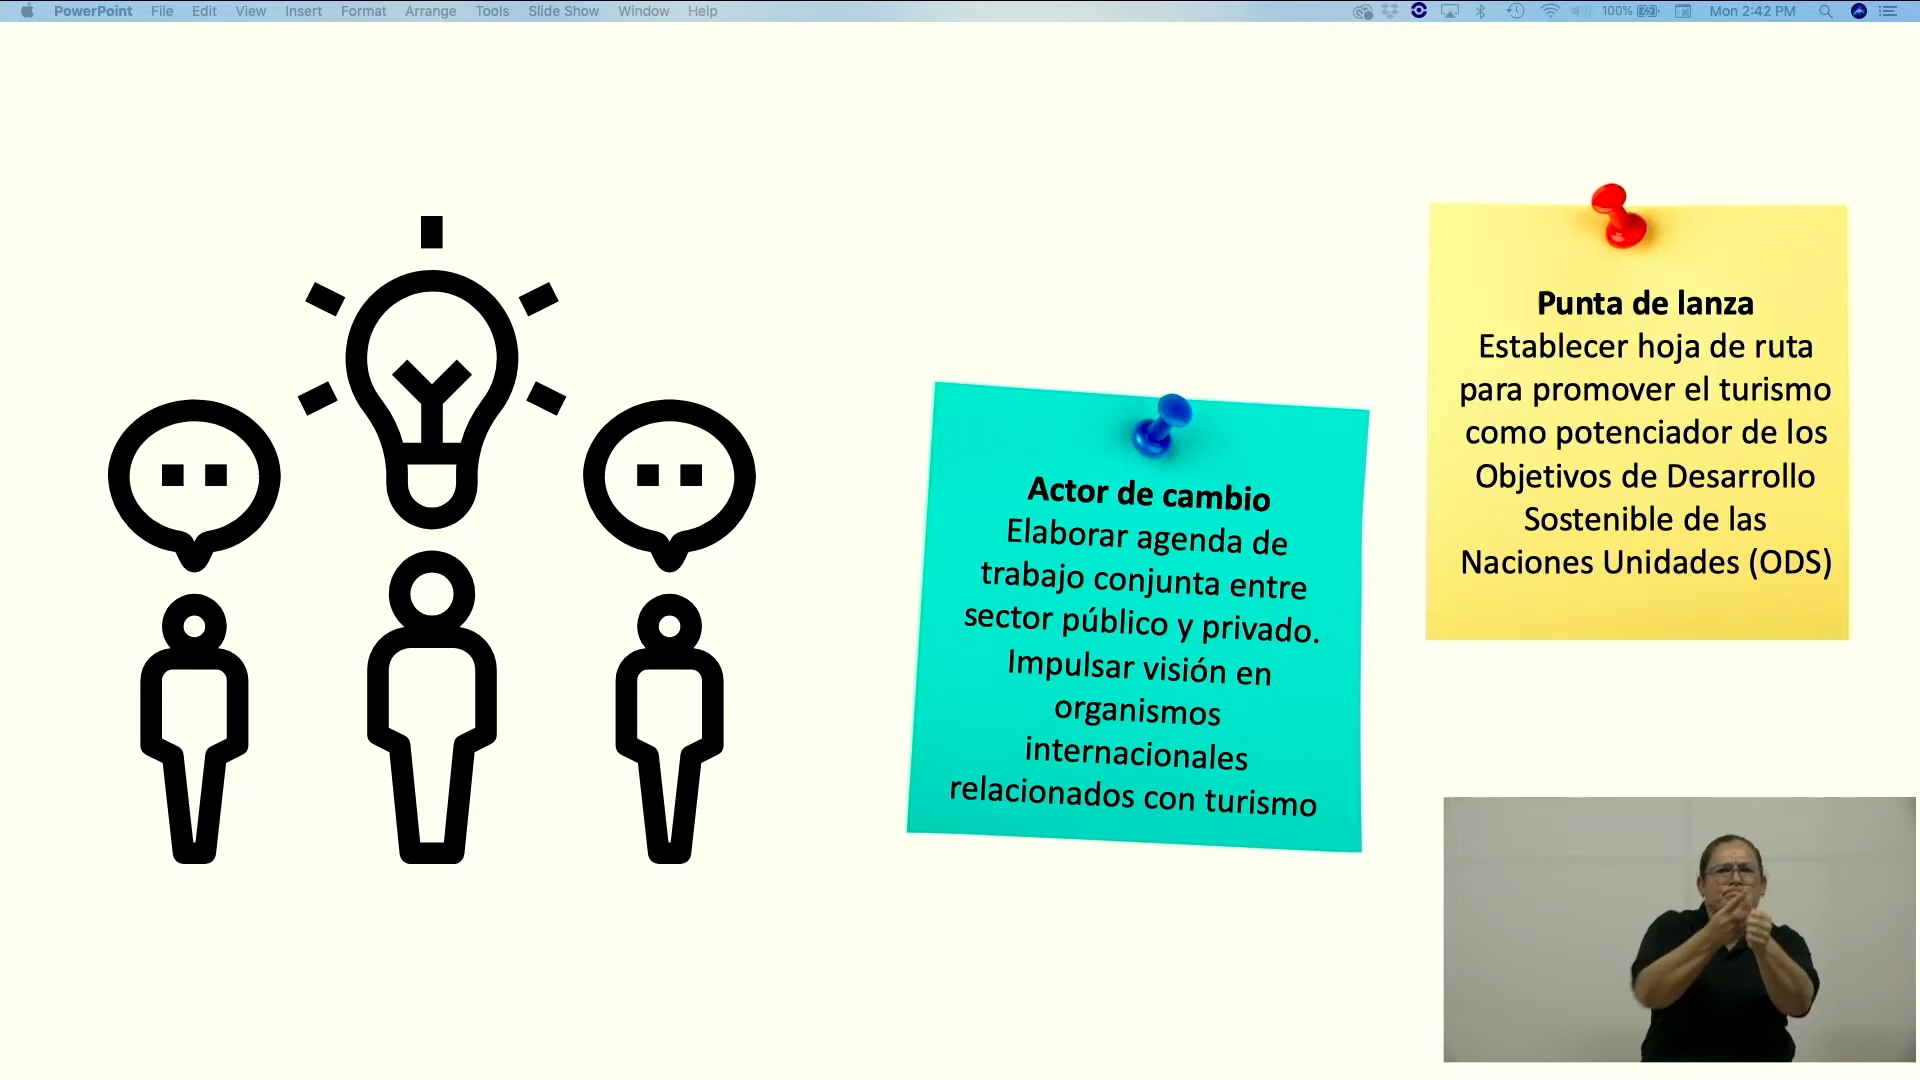 PowerPoint File Edit View Insert Format Arrange Tools Slide Show Window Help 100% Mon 2:42 PM
Punta de lanza
Establecer hoja de ruta
para promover el turismo
como potenciador de los
Objetivos de Desarrollo
Sostenible de las
Naciones Unidades (ODS)
Actor de cambio
Elaborar agenda de
trabajo conjunta entre
sector público y privado.
Impulsar visión en
organismos
internacionales
relacionados con turismo